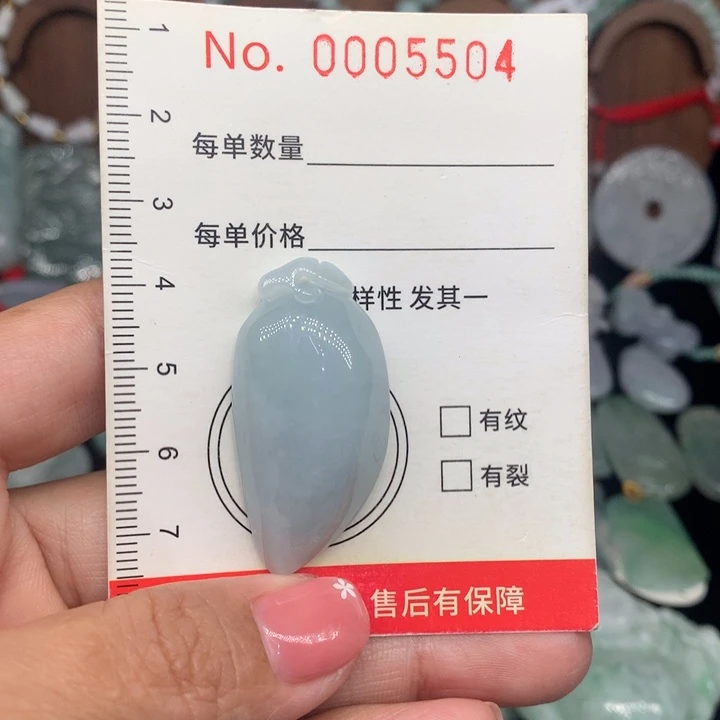 No. 0005504
每单数量
每单价格
样性 发其一
有纹
有裂
售后有保障
1
2
3
4
5
6
7